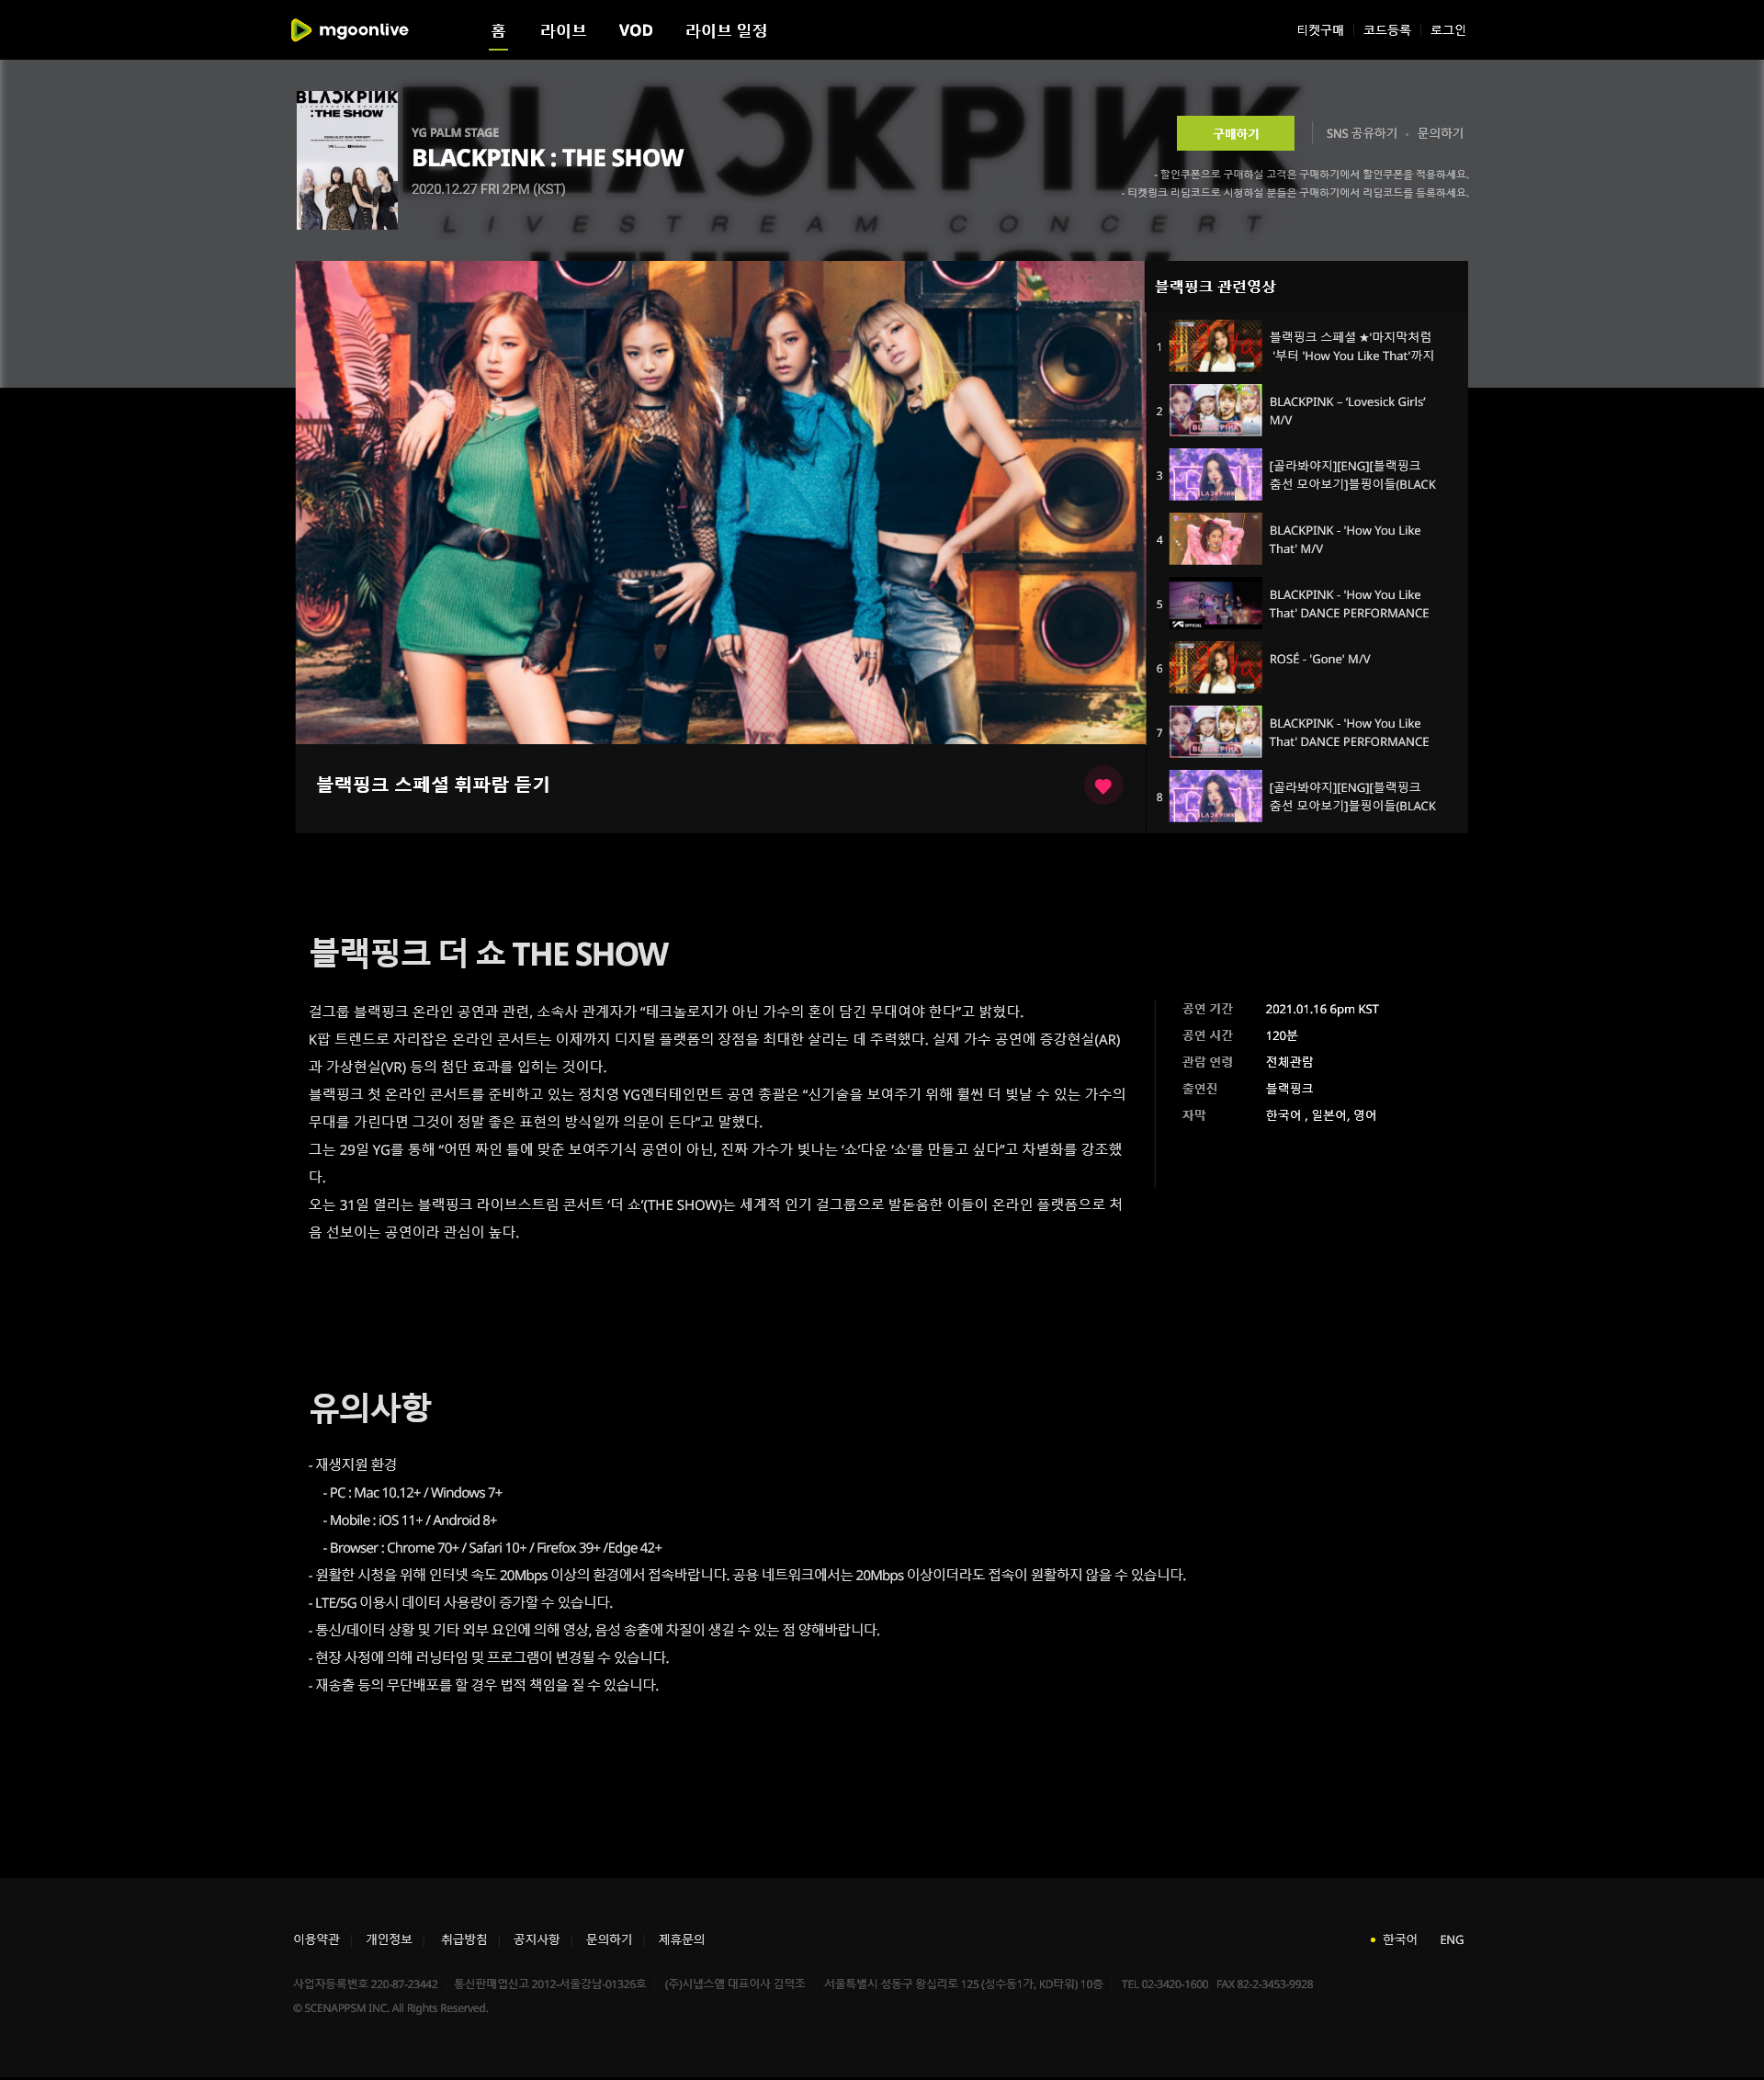 mgoonlive
홈 라이브 VOD 라이브 일정
티켓구매 코드등록 로그인
BLACKPINK
LIVESTREAM CONCERT
:THE SHOW
BLACKPINK
:THE SHOW
YG PALM STAGE
BLACKPINK : THE SHOW
2020.12.27 FRI 2PM (KST)
구매하기
SNS 공유하기 • 문의하기
- 할인쿠폰으로 구매하실 고객은 구매하기에서 할인쿠폰을 적용하세요.
- 티켓링크 리딤코드로 시청하실 분들은 구매하기에서 리딤코드를 등록하세요.
블랙핑크 관련영상
1 블랙핑크 스페셜 ★'마지막처럼
'부터 'How You Like That'까지
2 BLACKPINK – ‘Lovesick Girls’
M/V
3 [골라봐야지][ENG][블랙핑크
춤선 모아보기]블핑이들(BLACK
4 BLACKPINK - 'How You Like
That' M/V
5 BLACKPINK - 'How You Like
That' DANCE PERFORMANCE
6 ROSÉ - 'Gone' M/V
7 BLACKPINK - 'How You Like
That' DANCE PERFORMANCE
8 [골라봐야지][ENG][블랙핑크
춤선 모아보기]블핑이들(BLACK
블랙핑크 스페셜 휘파람 듣기
블랙핑크 더 쇼 THE SHOW
걸그룹 블랙핑크 온라인 공연과 관련, 소속사 관계자가 “테크놀로지가 아닌 가수의 혼이 담긴 무대여야 한다”고 밝혔다.
K팝 트렌드로 자리잡은 온라인 콘서트는 이제까지 디지털 플랫폼의 장점을 최대한 살리는 데 주력했다. 실제 가수 공연에 증강현실(AR)
과 가상현실(VR) 등의 첨단 효과를 입히는 것이다.
블랙핑크 첫 온라인 콘서트를 준비하고 있는 정치영 YG엔터테인먼트 공연 총괄은 “신기술을 보여주기 위해 훨씬 더 빛날 수 있는 가수의
무대를 가린다면 그것이 정말 좋은 표현의 방식일까 의문이 든다”고 말했다.
그는 29일 YG를 통해 “어떤 짜인 틀에 맞춘 보여주기식 공연이 아닌, 진짜 가수가 빛나는 ‘쇼’다운 ‘쇼’를 만들고 싶다”고 차별화를 강조했
다.
오는 31일 열리는 블랙핑크 라이브스트림 콘서트 ‘더 쇼’(THE SHOW)는 세계적 인기 걸그룹으로 발돋움한 이들이 온라인 플랫폼으로 처
음 선보이는 공연이라 관심이 높다.
공연 기간 2021.01.16 6pm KST
공연 시간 120분
관람 연령 전체관람
출연진 블랙핑크
자막 한국어 , 일본어, 영어
유의사항
- 재생지원 환경
- PC : Mac 10.12+ / Windows 7+
- Mobile : iOS 11+ / Android 8+
- Browser : Chrome 70+ / Safari 10+ / Firefox 39+ /Edge 42+
- 원활한 시청을 위해 인터넷 속도 20Mbps 이상의 환경에서 접속바랍니다. 공용 네트워크에서는 20Mbps 이상이더라도 접속이 원활하지 않을 수 있습니다.
- LTE/5G 이용시 데이터 사용량이 증가할 수 있습니다.
- 통신/데이터 상황 및 기타 외부 요인에 의해 영상, 음성 송출에 차질이 생길 수 있는 점 양해바랍니다.
- 현장 사정에 의해 러닝타임 및 프로그램이 변경될 수 있습니다.
- 재송출 등의 무단배포를 할 경우 법적 책임을 질 수 있습니다.
이용약관 | 개인정보 | 취급방침 | 공지사항 | 문의하기 | 제휴문의
• 한국어 ENG
사업자등록번호 220-87-23442 | 통신판매업신고 2012-서울강남-01326호 | (주)시냅스엠 대표이사 김덕조 | 서울특별시 성동구 왕십리로 125 (성수동1가, KD타워) 10층 | TEL 02-3420-1600 FAX 82-2-3453-9928
© SCENAPPSM INC. All Rights Reserved.